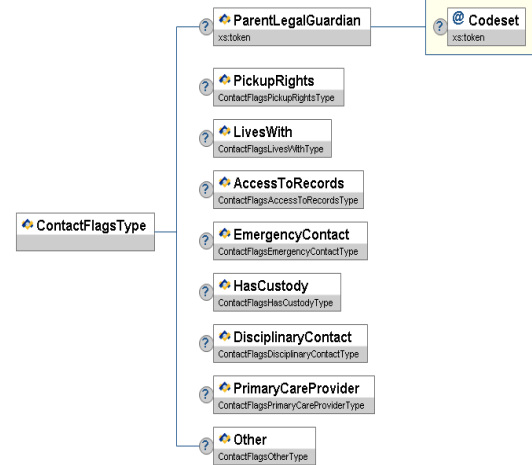 ParentLegalGuardian
xs:token
@ Codeset
xs:token
? PickupRights
ContactFlagsPickupRightsType
? LivesWith
ContactFlagsLivesWithType
? AccessToRecords
ContactFlagsAccessToRecordsType
ContactFlagsType
? EmergencyContact
ContactFlagsEmergencyContactType
? HasCustody
ContactFlagsHasCustodyType
? DisciplinaryContact
ContactFlagsDisciplinaryContactType
? PrimaryCareProvider
ContactFlagsPrimaryCareProviderType
? Other
ContactFlagsOtherType